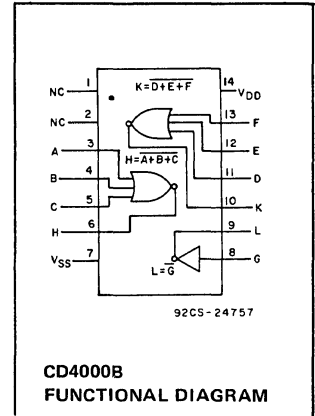 K=D+E+F
NC 1
14 VDD
NC 2
13 F
A 3
12 E
H=A+B+C
B 4
11 D
C 5
10 K
H 6
9 L
VSS 7
8 G
L=G
92CS-24757
CD4000B
FUNCTIONAL DIAGRAM